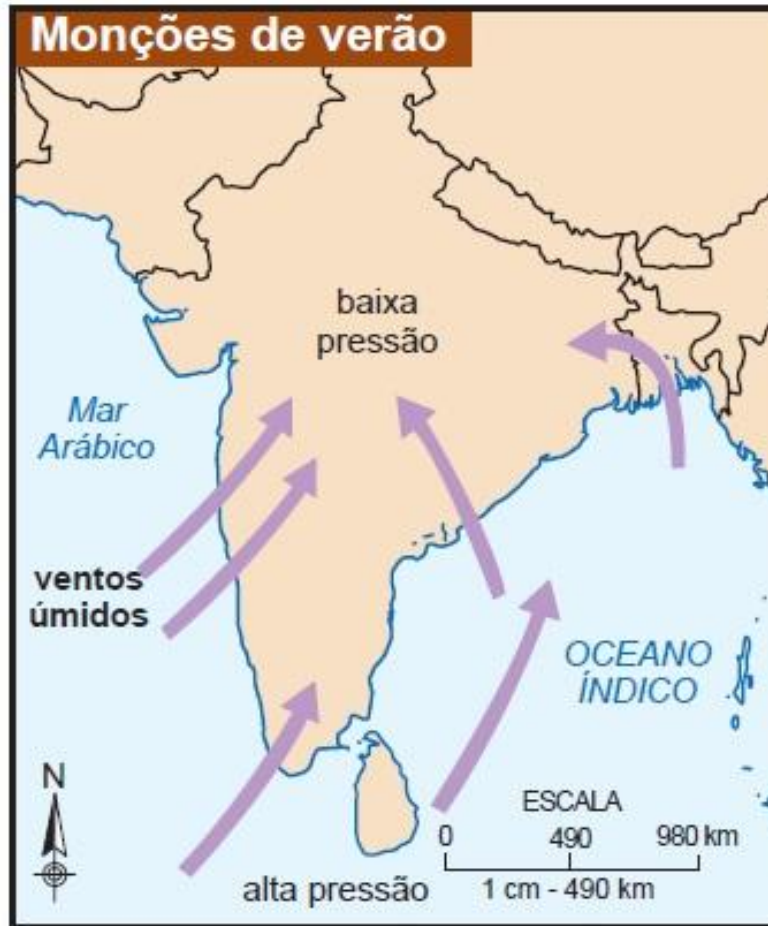 Monções de verão
baixa
pressão
Mar
Arábico
ventos
úmidos
OCEANO
ÍNDICO
N
ESCALA
0 490 980 km
1 cm - 490 km
alta pressão